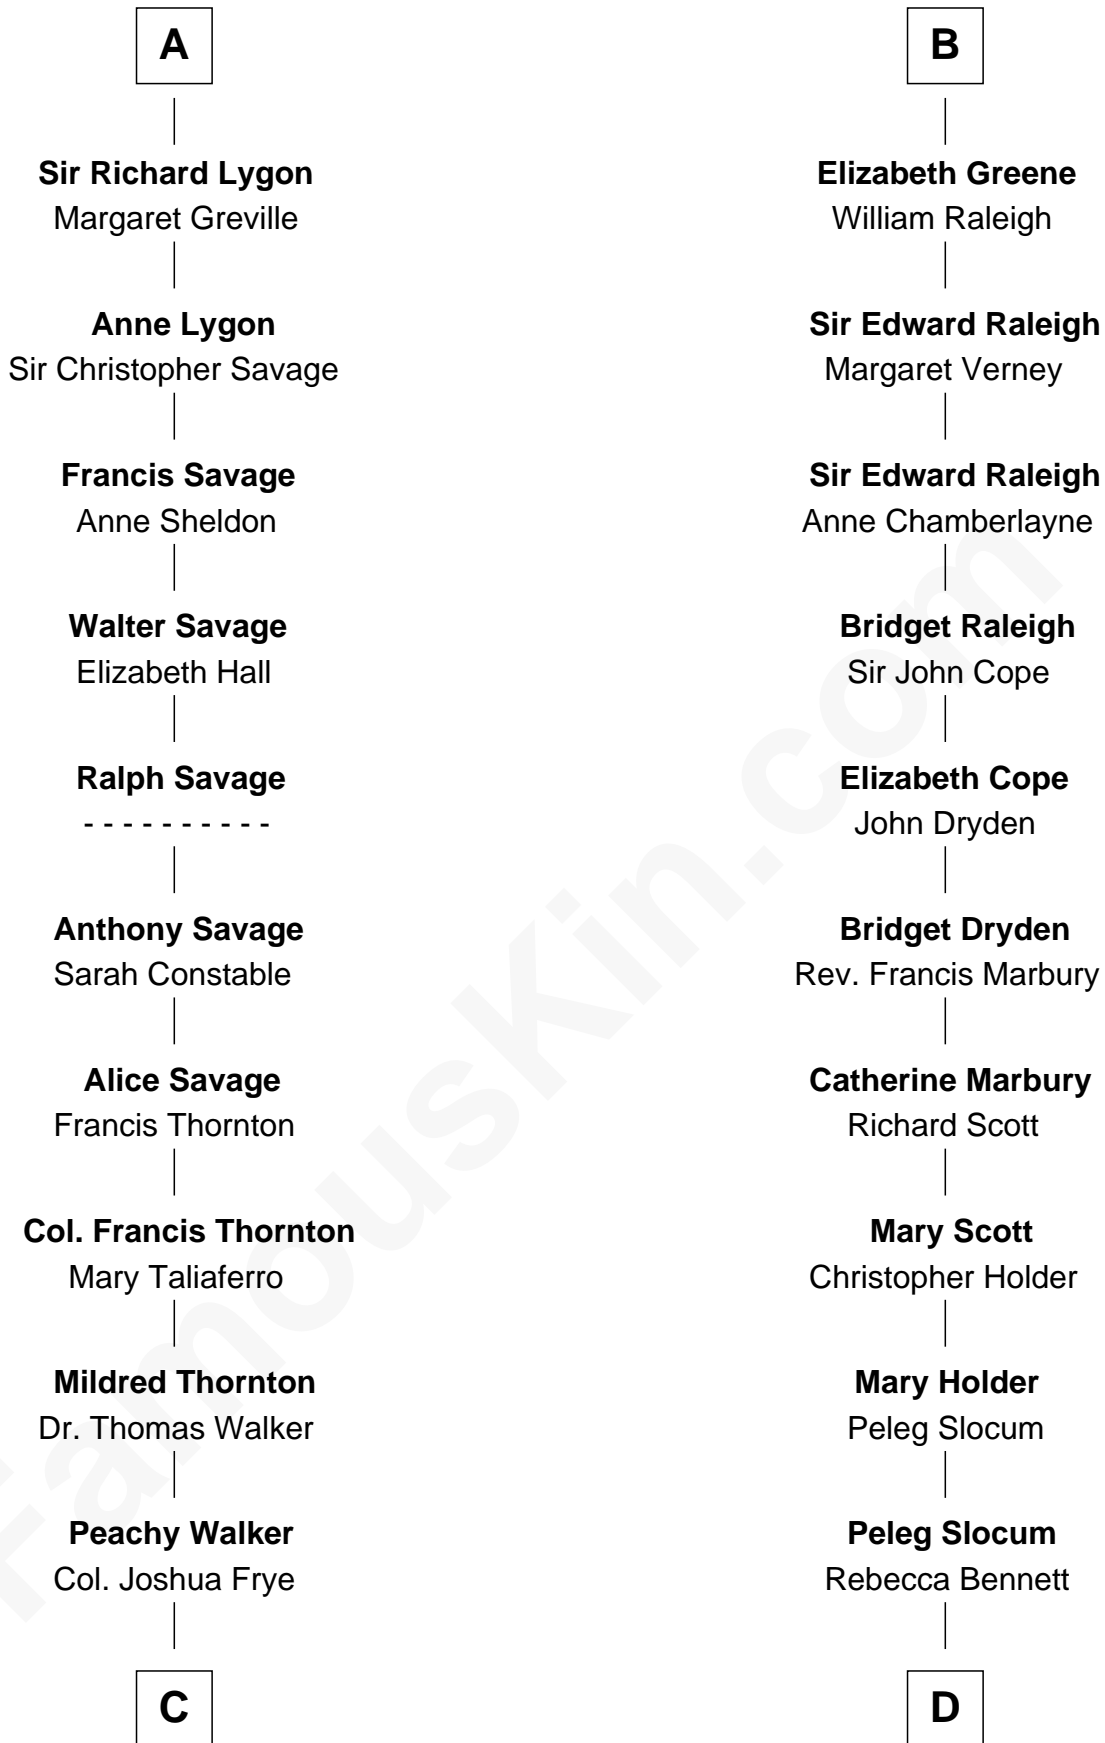 A
Sir Richard Lygon
Margaret Greville
Anne Lygon
Sir Christopher Savage
Francis Savage
Anne Sheldon
Walter Savage
Elizabeth Hall
Ralph Savage
- - - - - - - - - -
Anthony Savage
Sarah Constable
Alice Savage
Francis Thornton
Col. Francis Thornton
Mary Taliaferro
Mildred Thornton
Dr. Thomas Walker
Peachy Walker
Col. Joshua Frye
C
B
Elizabeth Greene
William Raleigh
Sir Edward Raleigh
Margaret Verney
Sir Edward Raleigh
Anne Chamberlayne
Bridget Raleigh
Sir John Cope
Elizabeth Cope
John Dryden
Bridget Dryden
Rev. Francis Marbury
Catherine Marbury
Richard Scott
Mary Scott
Christopher Holder
Mary Holder
Peleg Slocum
Peleg Slocum
Rebecca Bennett
D
FamousKin.com